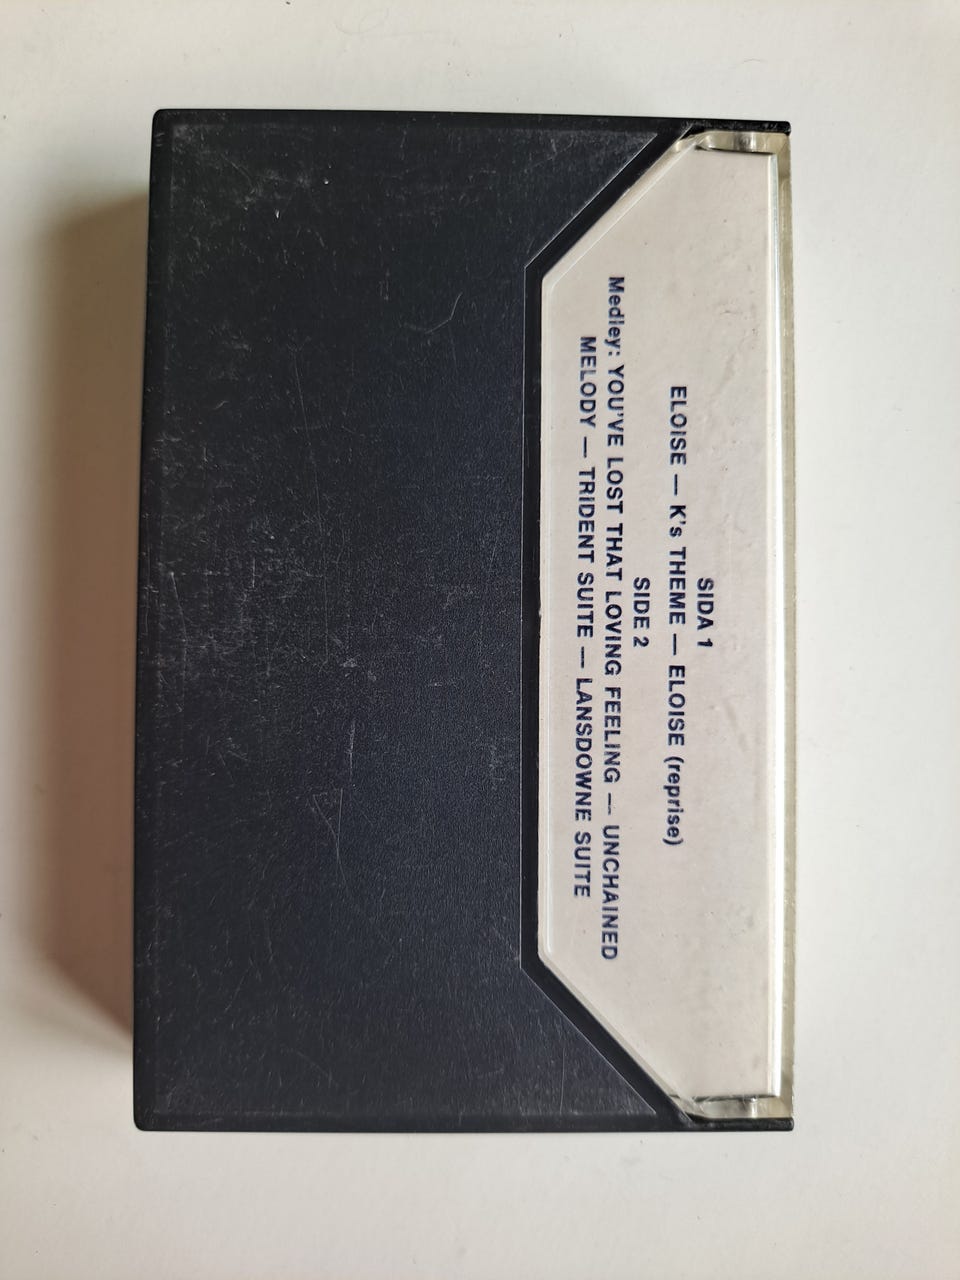 SIDA 1
ELOISE — K's THEME — ELOISE (reprise)
SIDE 2
Medley: YOU'VE LOST THAT LOVING FEELING — UNCHAINED
MELODY — TRIDENT SUITE — LANSDOWNE SUITE